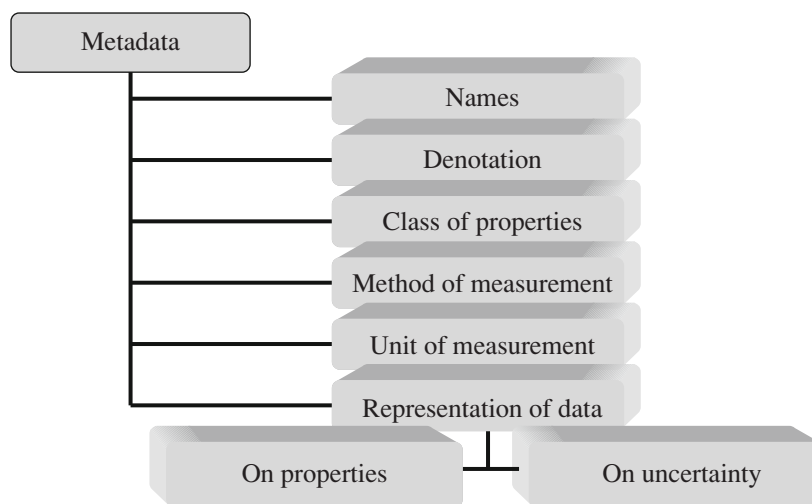 Metadata
Names
Denotation
Class of properties
Method of measurement
Unit of measurement
Representation of data
On properties
On uncertainty